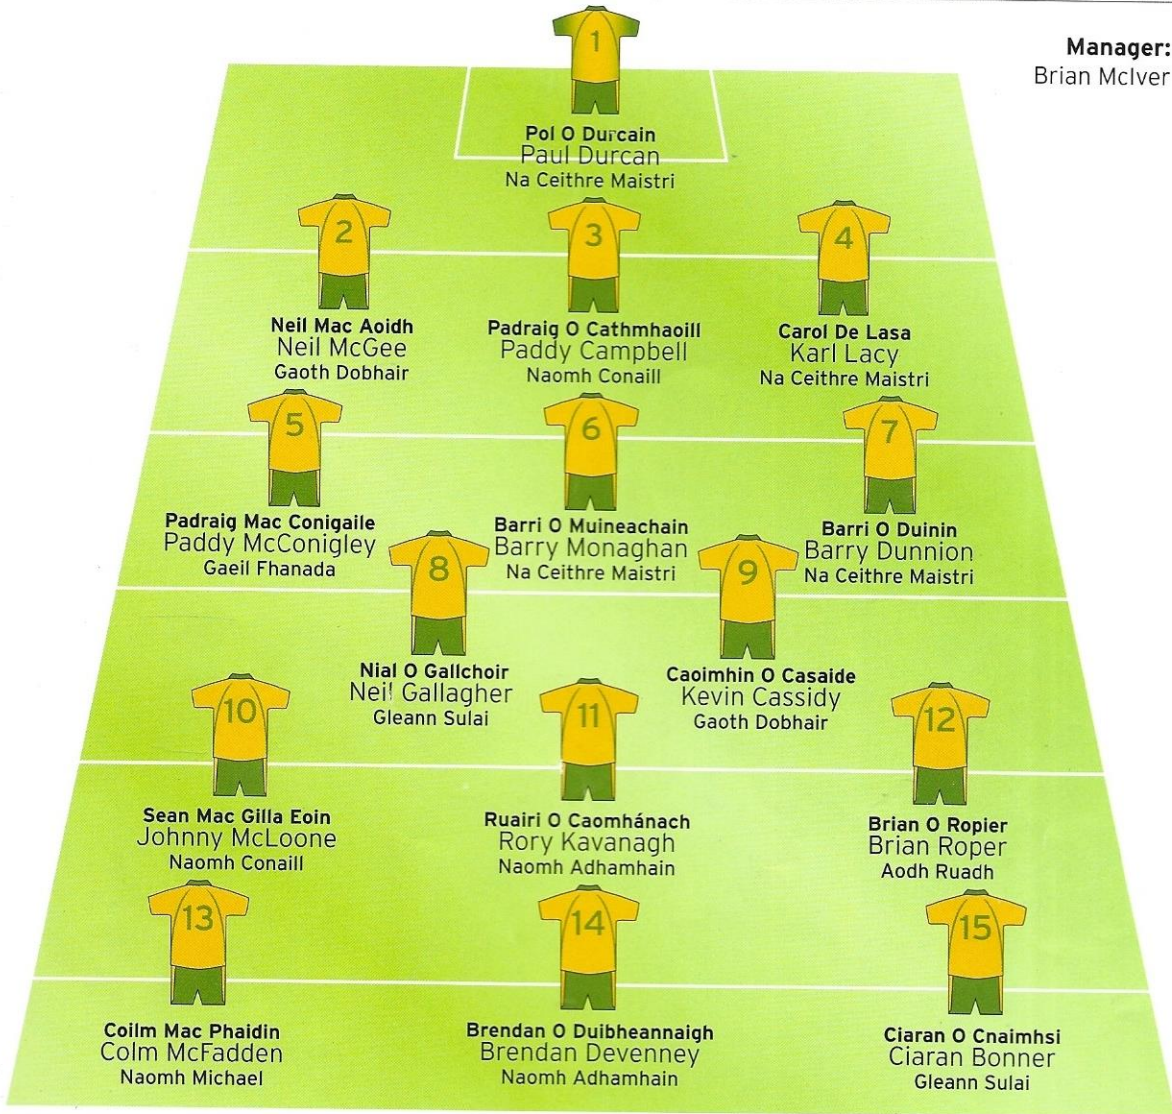 Manager:
Brian McIver
1
Pol O Durcain
Paul Durcan
Na Ceithre Maistri
2
Neil Mac Aoidh
Neil McGee
Gaoth Dobhair
3
Padraig O Cathmhaoill
Paddy Campbell
Naomh Conaill
4
Carol De Lasa
Karl Lacy
Na Ceithre Maistri
5
Padraig Mac Conigaile
Paddy McConigley
Gaeil Fhanada
6
Barri O Muineachain
Barry Monaghan
Na Ceithre Maistri
7
Barri O Duinin
Barry Dunnion
Na Ceithre Maistri
8
Nial O Gallchoir
Neil Gallagher
Gleann Sulai
9
Caoimhin O Casaide
Kevin Cassidy
Gaoth Dobhair
10
Sean Mac Gilla Eoin
Johnny McLoone
Naomh Conaill
11
Ruairi O Caomhánach
Rory Kavanagh
Naomh Adhamhain
12
Brian O Ropier
Brian Roper
Aodh Ruadh
13
Coilm Mac Phaidin
Colm McFadden
Naomh Michael
14
Brendan O Duibheannaigh
Brendan Devenney
Naomh Adhamhain
15
Ciaran O Cnaimhsi
Ciaran Bonner
Gleann Sulai